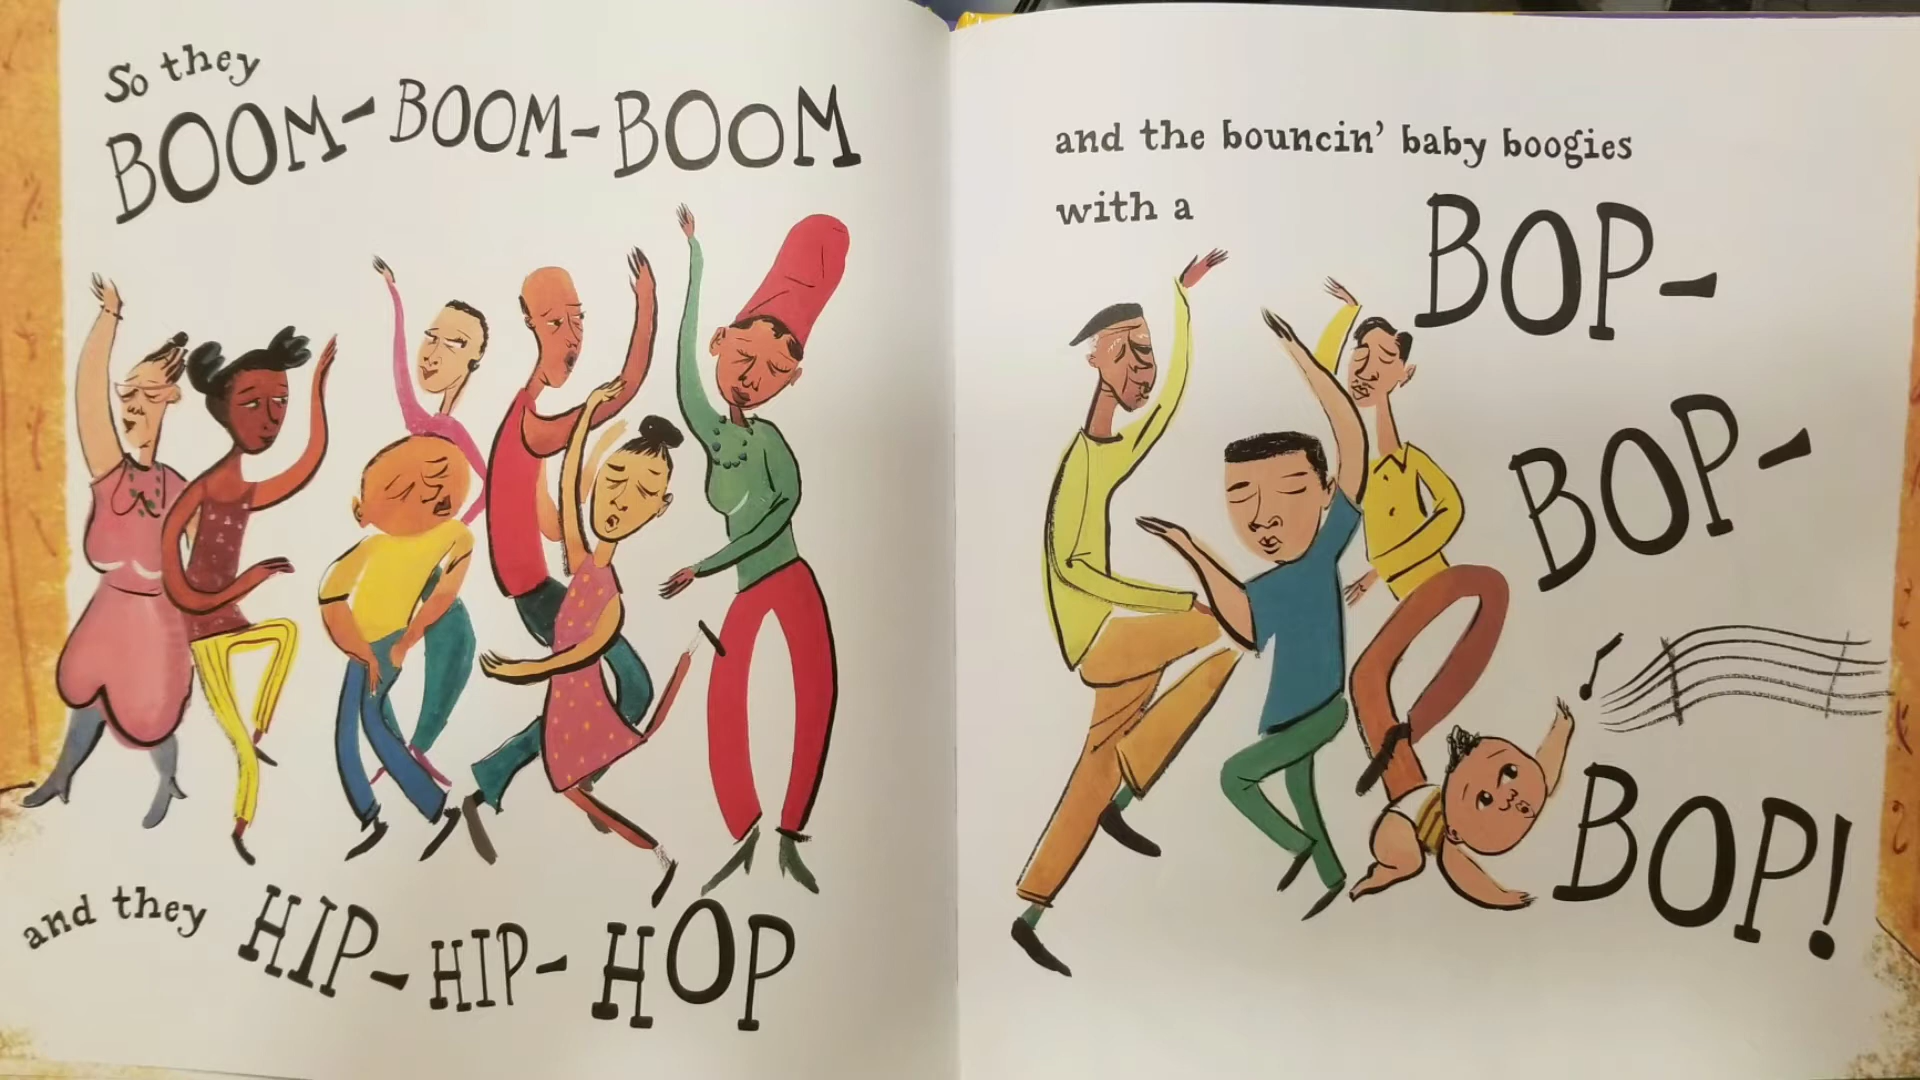 So they
BOOM-BOOM-BOOM
and they HIP-HIP-HOP
and the bouncin' baby boogies
with a BOP-
BOP-
BOP!